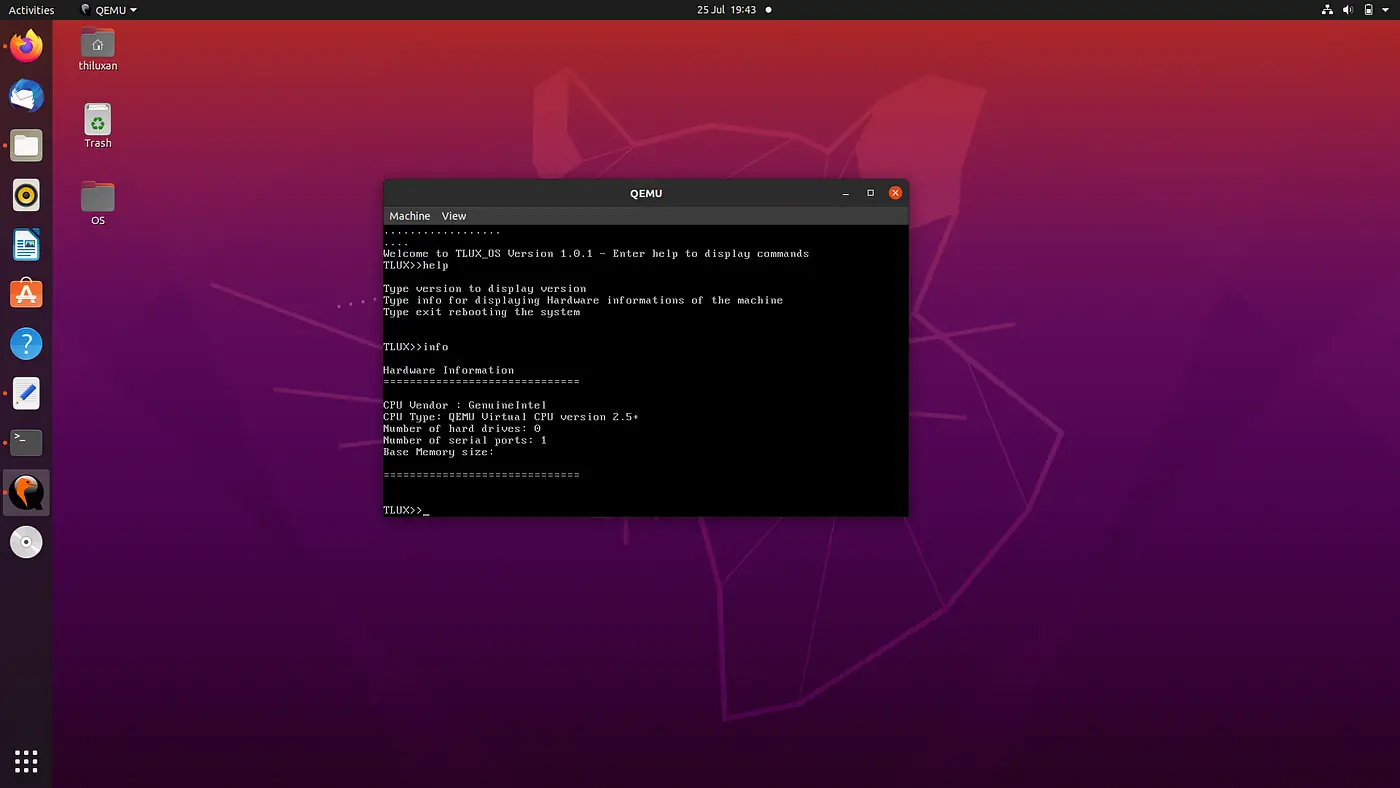 Activities
QEMU
25 Jul 19:43
thiluxan
Trash
OS
QEMU
Machine View
..................
....
Welcome to TLUX_OS Version 1.0.1 - Enter help to display commands
TLUX>>help
Type version to display version
Type info for displaying Hardware informations of the machine
Type exit rebooting the system
TLUX>>info
Hardware Information
==============================
CPU Vendor : GenuineIntel
CPU Type: QEMU Virtual CPU version 2.5+
Number of hard drives: 0
Number of serial ports: 1
Base Memory size:
==============================
TLUX>>_